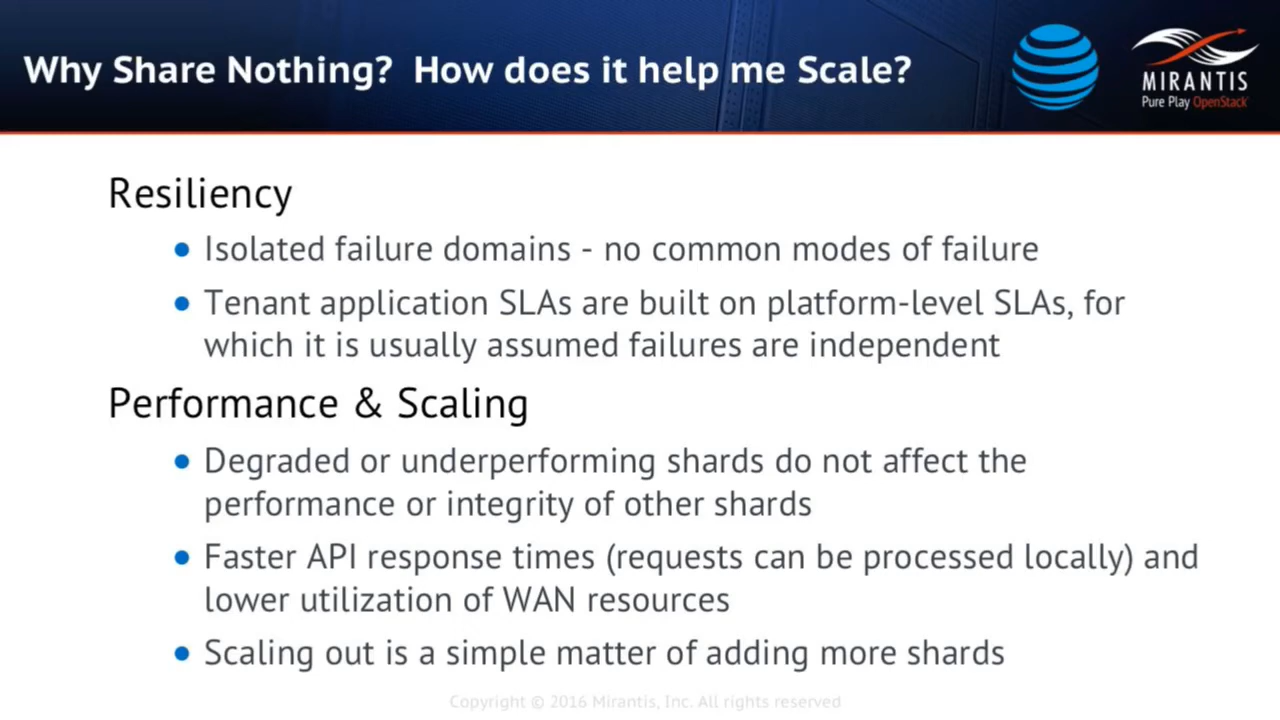 Why Share Nothing? How does it help me Scale?
MIRANTIS
Pure Play OpenStack
Resiliency
● Isolated failure domains - no common modes of failure
● Tenant application SLAs are built on platform-level SLAs, for
which it is usually assumed failures are independent
Performance & Scaling
● Degraded or underperforming shards do not affect the
performance or integrity of other shards
● Faster API response times (requests can be processed locally) and
lower utilization of WAN resources
● Scaling out is a simple matter of adding more shards
Copyright © 2016 Mirantis, Inc. All rights reserved